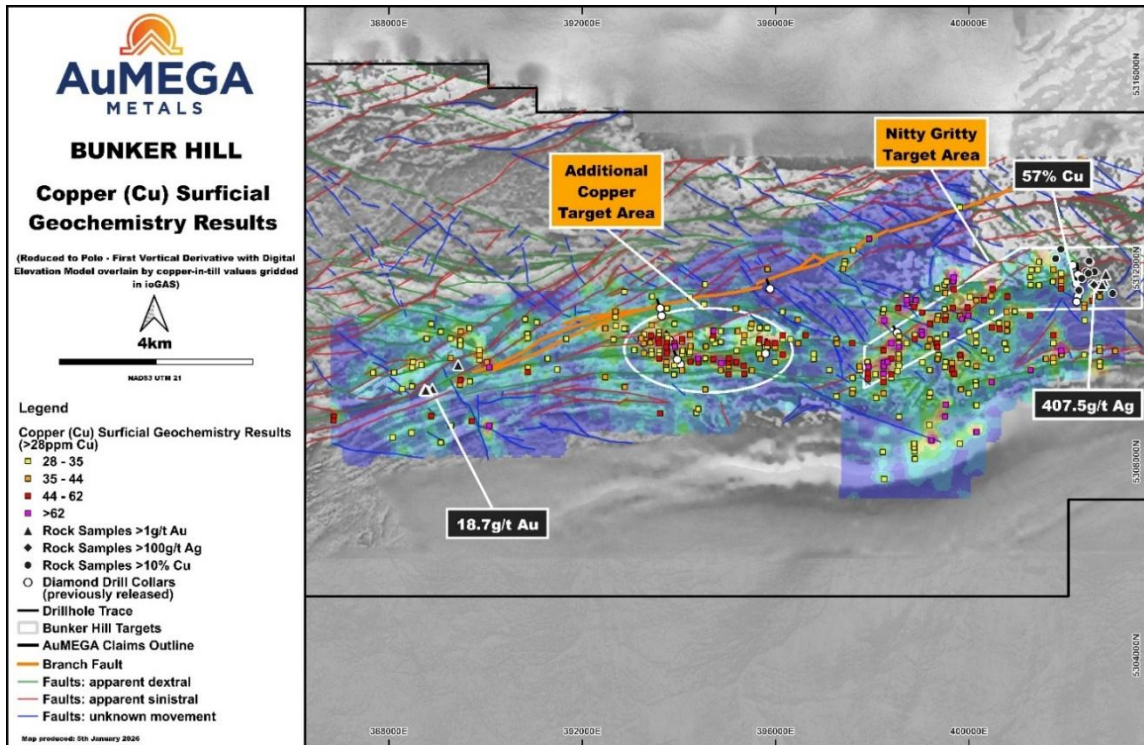 AuMEGA
METALS
BUNKER HILL
Copper (Cu) Surficial
Geochemistry Results
(Reduced to Pole - First Vertical Derivative with Digital
Elevation Model overlain by copper-in-till values gridded
in ioGAS)
4km
NAD83 UTM 21
Legend
Copper (Cu) Surficial Geochemistry Results
(>28ppm Cu)
28 - 35
35 - 44
44 - 62
>62
Rock Samples >1g/t Au
Rock Samples >100g/t Ag
Rock Samples >10% Cu
Diamond Drill Collars
(previously released)
Drillhole Trace
Bunker Hill Targets
AuMEGA Claims Outline
Branch Fault
Faults: apparent dextral
Faults: apparent sinistral
Faults: unknown movement
Map produced: 5th January 2026
388000E
392000E
396000E
400000E
5316000N
Nitty Gritty
Target Area
57% Cu
Additional
Copper
Target Area
5312000N
407.5g/t Ag
18.7g/t Au
5308000N
5304000N
388000E
392000E
396000E
400000E